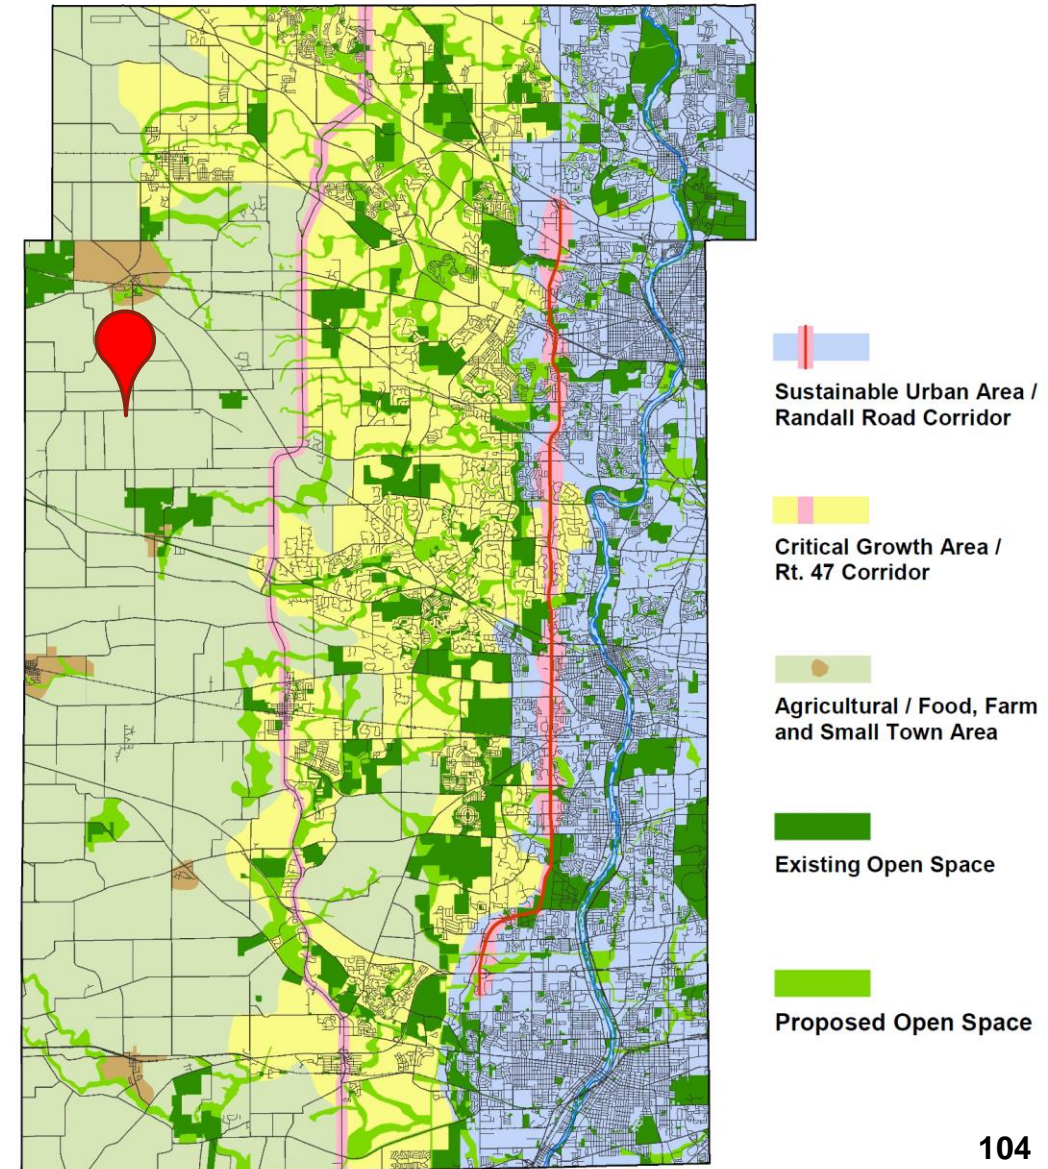 Sustainable Urban Area /
Randall Road Corridor
Critical Growth Area /
Rt. 47 Corridor
Agricultural / Food, Farm
and Small Town Area
Existing Open Space
Proposed Open Space
104